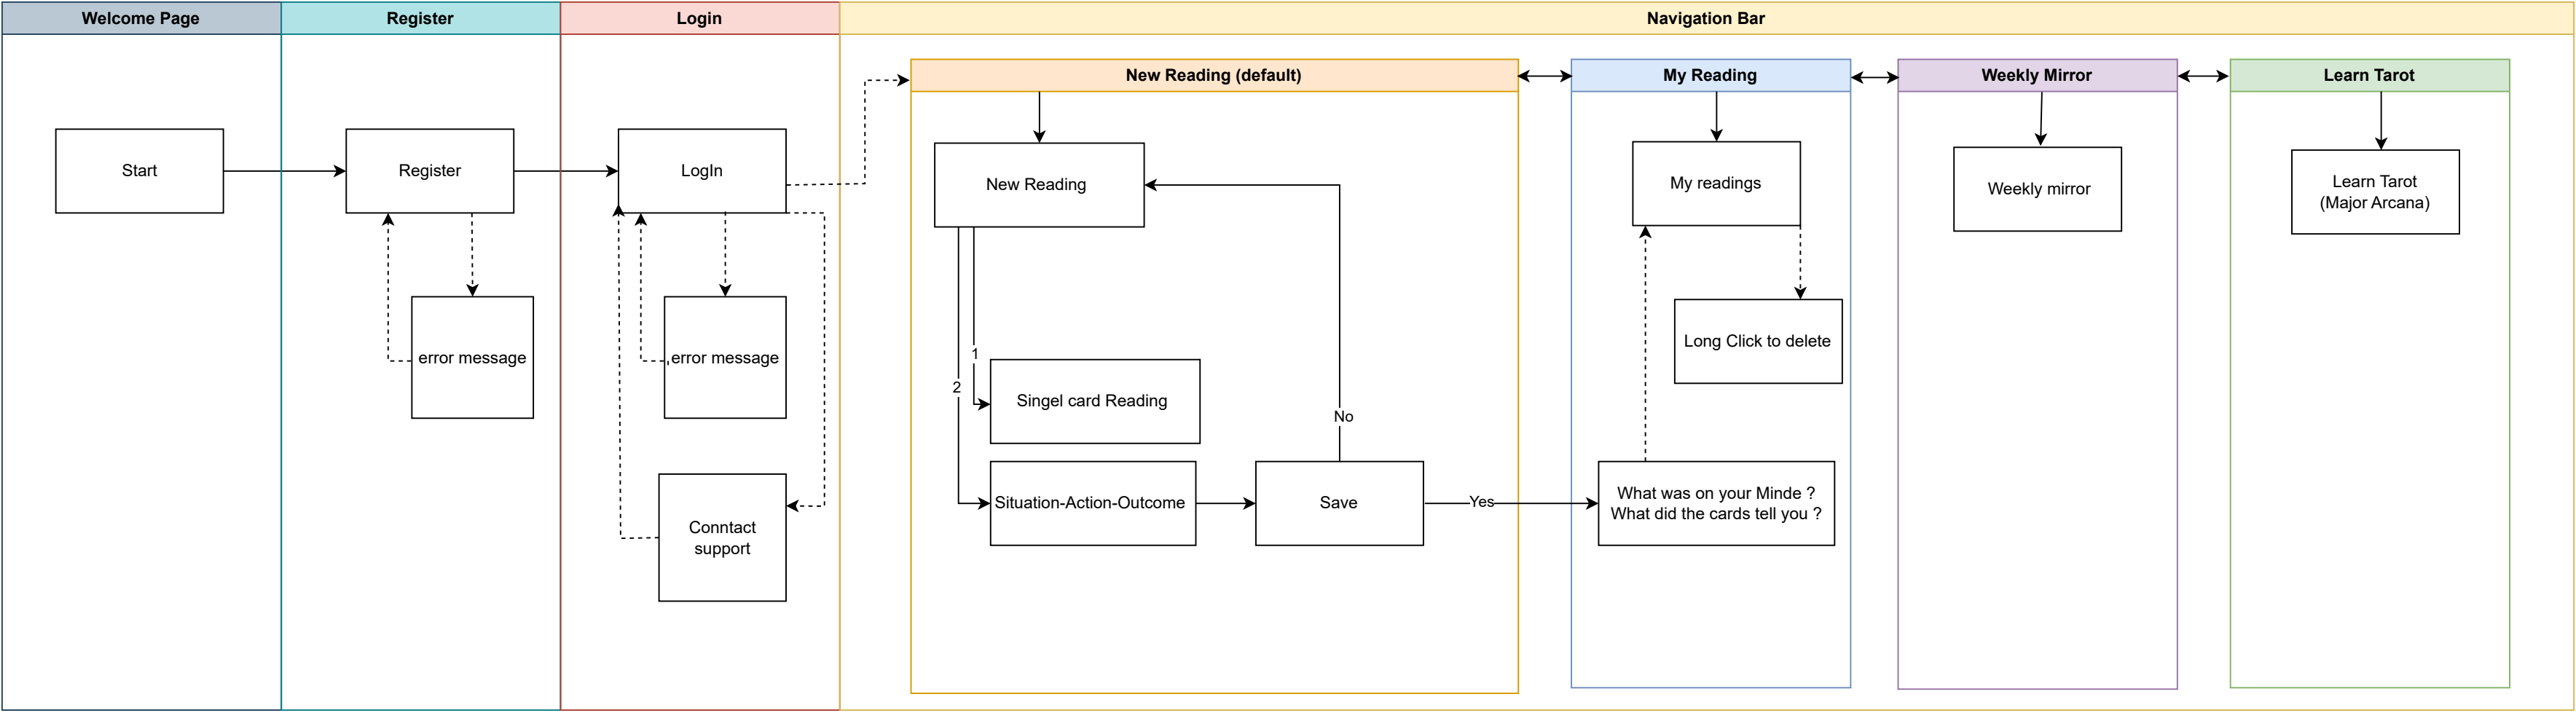 Welcome Page
Register
Login
Navigation Bar
New Reading (default)
My Reading
Weekly Mirror
Learn Tarot
Start
Register
LogIn
New Reading
My readings
Weekly mirror
Learn Tarot
(Major Arcana)
error message
error message
Long Click to delete
1
2
Singel card Reading
No
Situation-Action-Outcome
Save
Yes
What was on your Minde ?
What did the cards tell you ?
Conntact
support